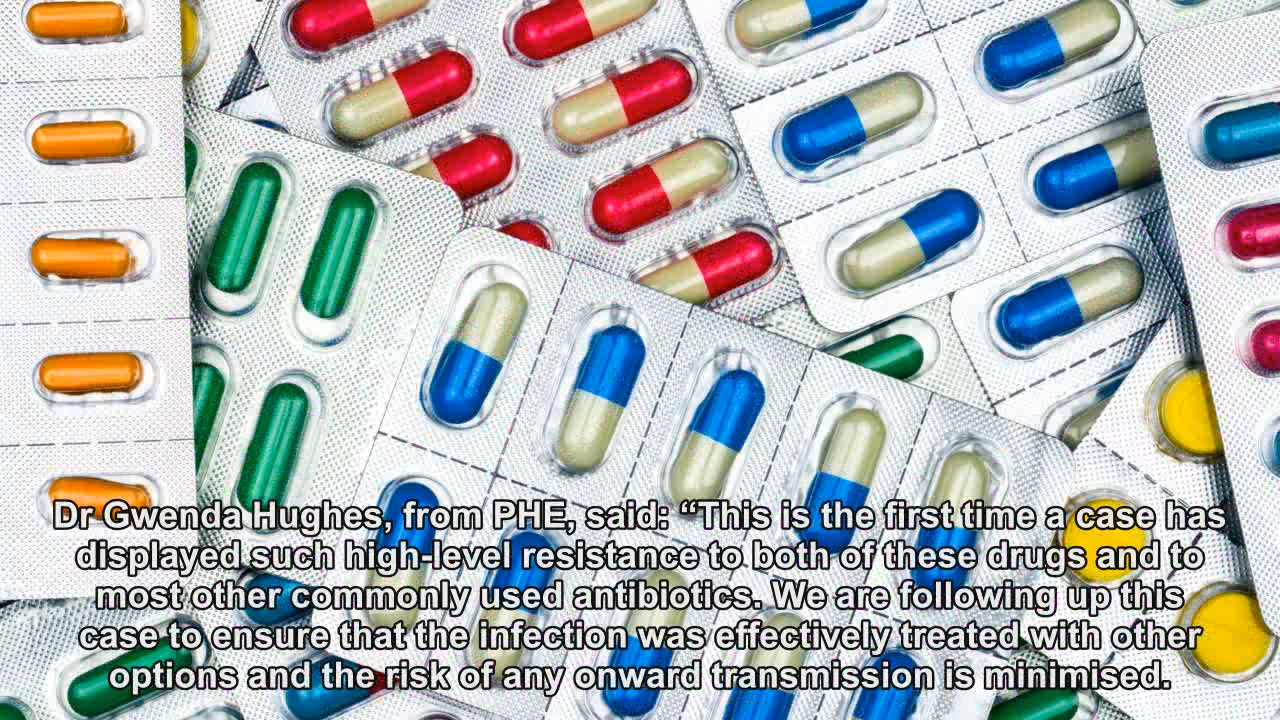 Dr Gwenda Hughes, from PHE, said: “This is the first time a case has
displayed such high-level resistance to both of these drugs and to
most other commonly used antibiotics. We are following up this
case to ensure that the infection was effectively treated with other
options and the risk of any onward transmission is minimised.